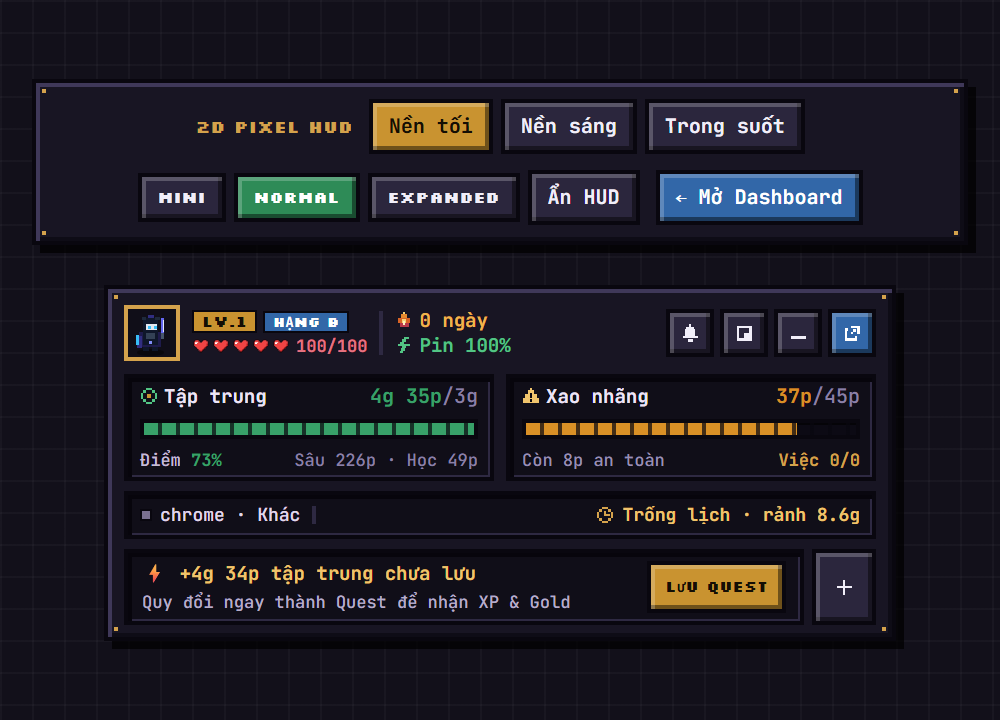 2D PIXEL HUD Nền tối Nền sáng Trong suốt
MINI NORMAL EXPANDED Ẩn HUD ← Mở Dashboard
LV.1 HẠNG B 0 ngày
100/100 Pin 100%
Tập trung 4g 35p/3g
Điểm 73% Sâu 226p · Học 49p
Xao nhãng 37p/45p
Còn 8p an toàn Việc 0/0
chrome · Khác Trống lịch · rảnh 8.6g
+4g 34p tập trung chưa lưu
Quy đổi ngay thành Quest để nhận XP & Gold
LƯU QUEST +